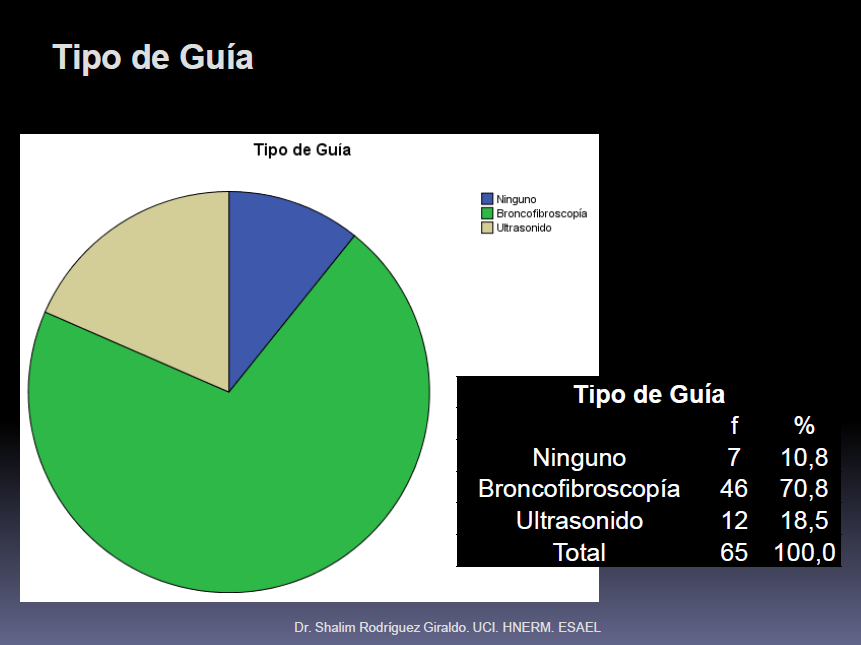 Tipo de Guía
Tipo de Guía
Ninguno
Broncofibroscopía
Ultrasonido
Tipo de Guía
f %
Ninguno 7 10,8
Broncofibroscopía 46 70,8
Ultrasonido 12 18,5
Total 65 100,0
Dr. Shalim Rodríguez Giraldo. UCI. HNERM. ESAEL